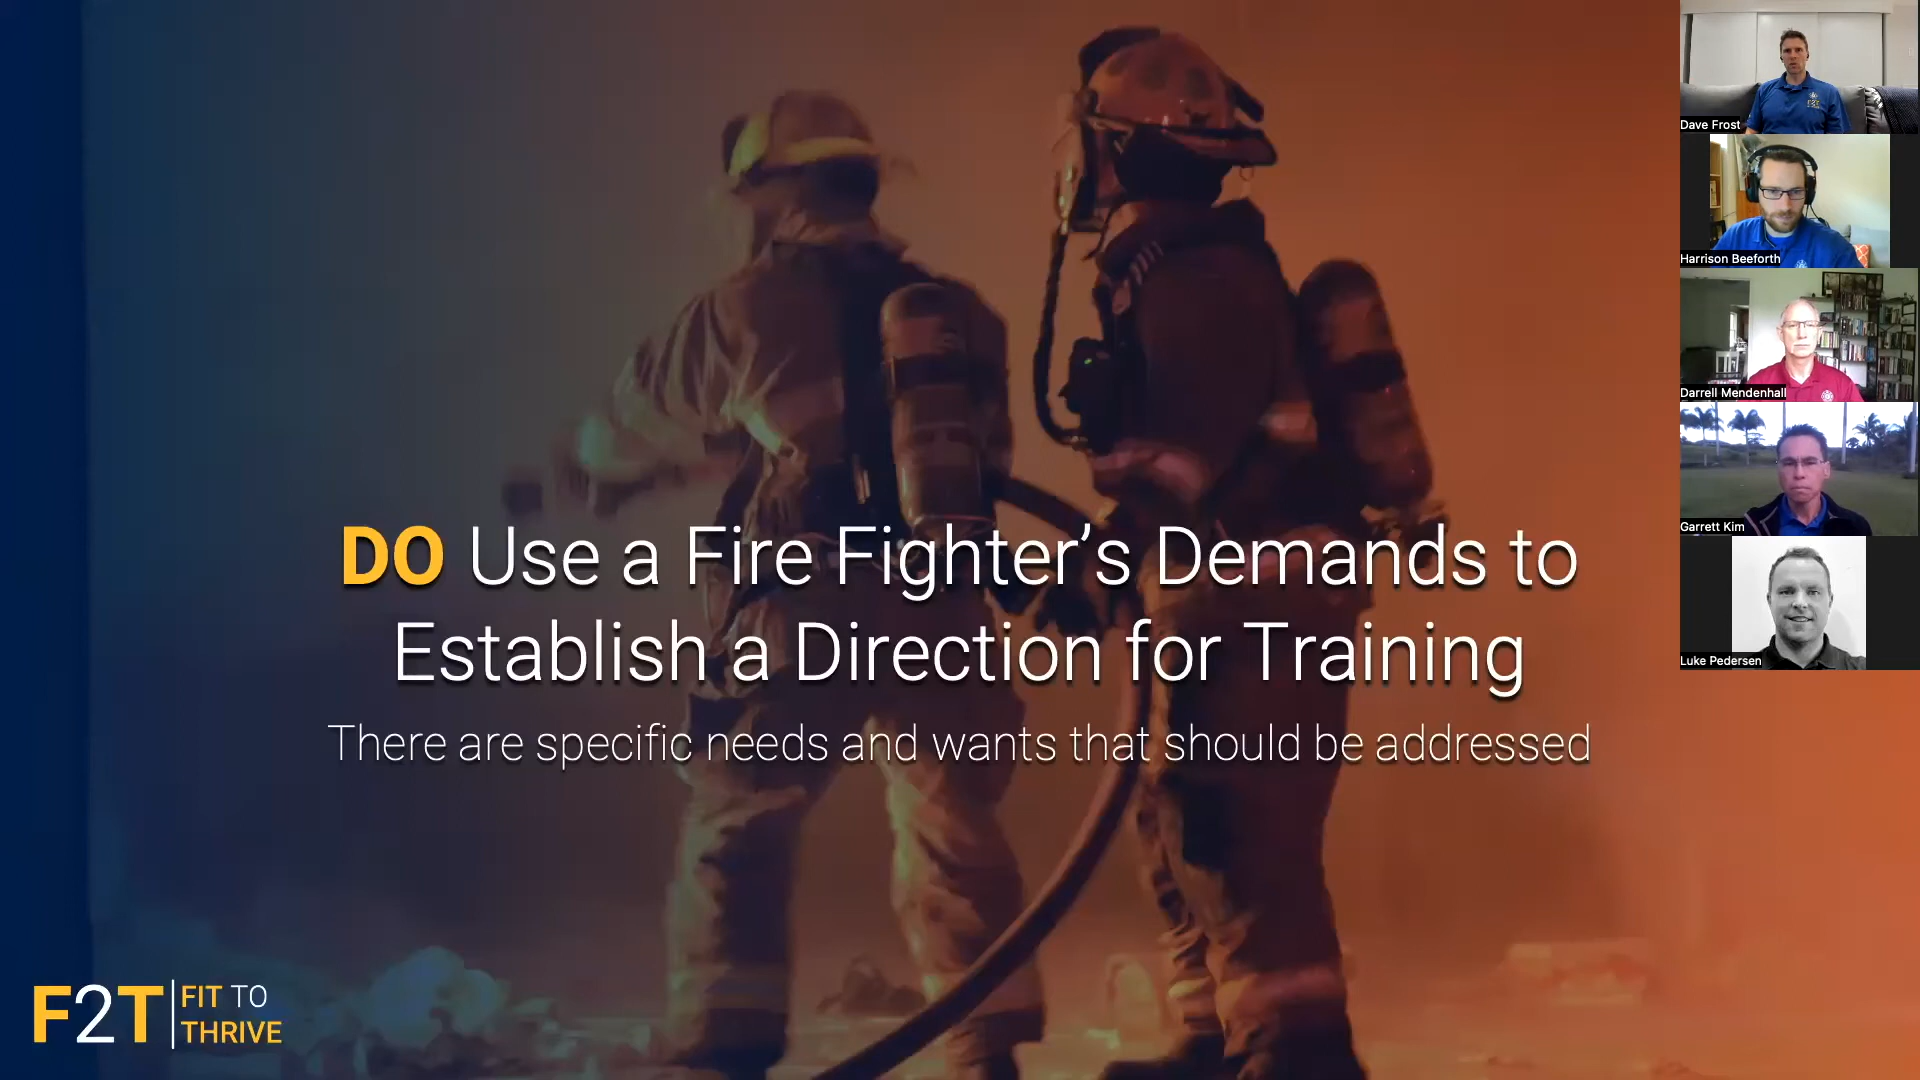 DO Use a Fire Fighter’s Demands to
Establish a Direction for Training
There are specific needs and wants that should be addressed
F2T
FIT TO
THRIVE
Dave Frost
Harrison Beeforth
Darrell Mendenhall
Garrett Kim
Luke Pedersen